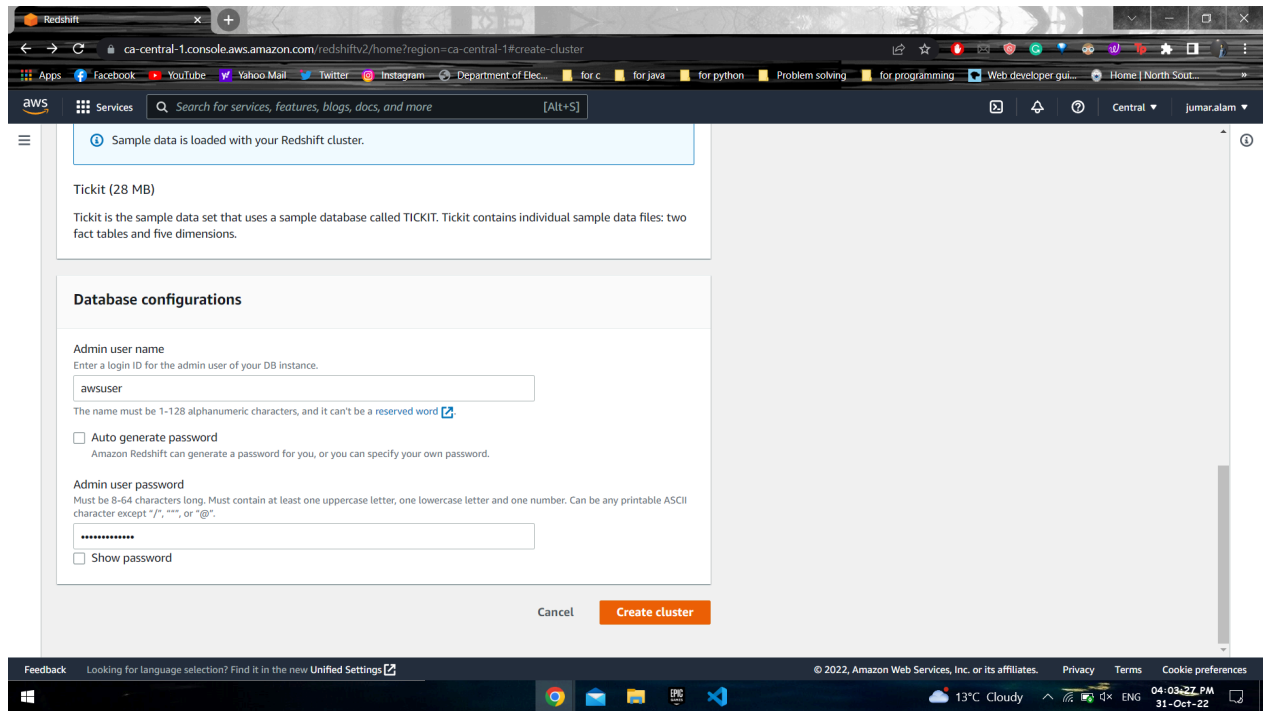 Redshift
ca-central-1.console.aws.amazon.com/redshiftv2/home?region=ca-central-1#create-cluster
Apps Facebook YouTube Yahoo Mail Twitter Instagram Department of Elec... for c for java for python Problem solving for programming Web developer gui... Home | North Sout... »
aws Services Search for services, features, blogs, docs, and more [Alt+S] Central ▼ jumar.alam ▼
Sample data is loaded with your Redshift cluster.
Tickit (28 MB)
Tickit is the sample data set that uses a sample database called TICKIT. Tickit contains individual sample data files: two
fact tables and five dimensions.
Database configurations
Admin user name
Enter a login ID for the admin user of your DB instance.
awsuser
The name must be 1-128 alphanumeric characters, and it can't be a reserved word.
Auto generate password
Amazon Redshift can generate a password for you, or you can specify your own password.
Admin user password
Must be 8-64 characters long. Must contain at least one uppercase letter, one lowercase letter and one number. Can be any printable ASCII
character except "/", """, or "@".
•••••••••••••
Show password
Cancel Create cluster
Feedback Looking for language selection? Find it in the new Unified Settings © 2022, Amazon Web Services, Inc. or its affiliates. Privacy Terms Cookie preferences
EPIC GAMES 13°C Cloudy ENG 04:03:27 PM
31-Oct-22